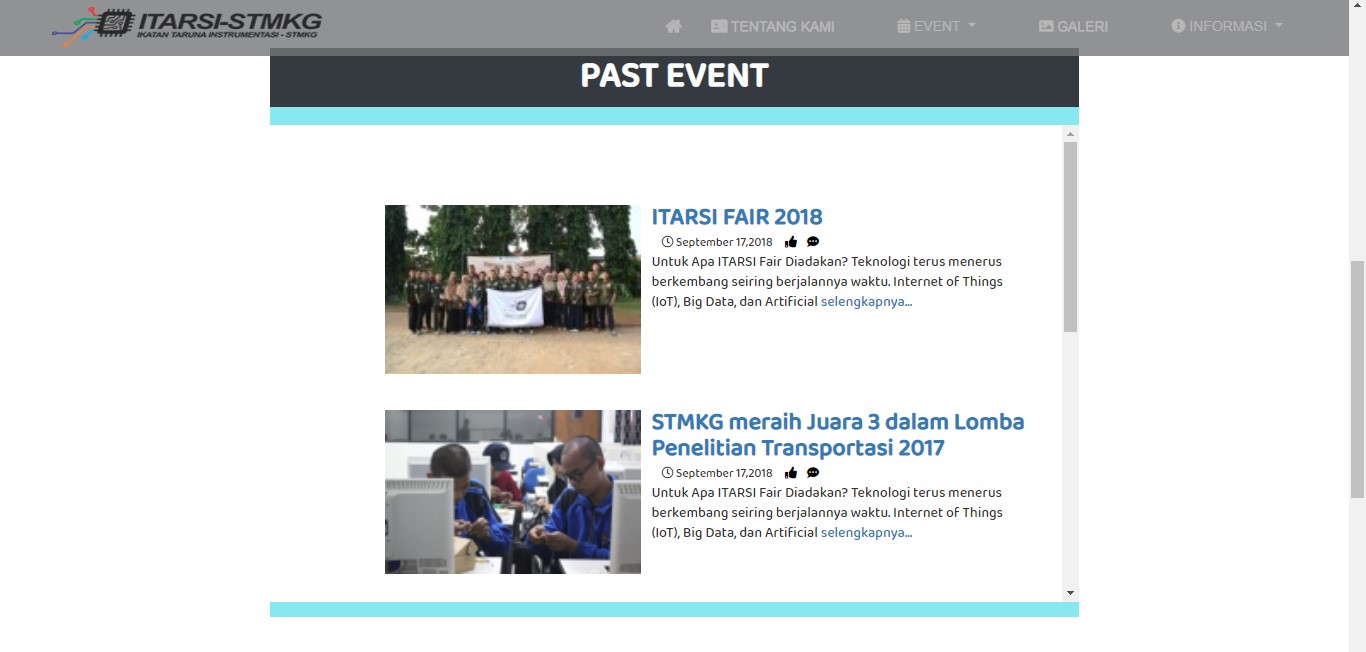 ITARSI-STMKG
IKATAN TARUNA INSTRUMENTASI - STMKG
TENTANG KAMI
EVENT
GALERI
INFORMASI
PAST EVENT
ITARSI FAIR 2018
September 17,2018
Untuk Apa ITARSI Fair Diadakan? Teknologi terus menerus
berkembang seiring berjalannya waktu. Internet of Things
(IoT), Big Data, dan Artificial selengkapnya...
STMKG meraih Juara 3 dalam Lomba
Penelitian Transportasi 2017
September 17,2018
Untuk Apa ITARSI Fair Diadakan? Teknologi terus menerus
berkembang seiring berjalannya waktu. Internet of Things
(IoT), Big Data, dan Artificial selengkapnya...